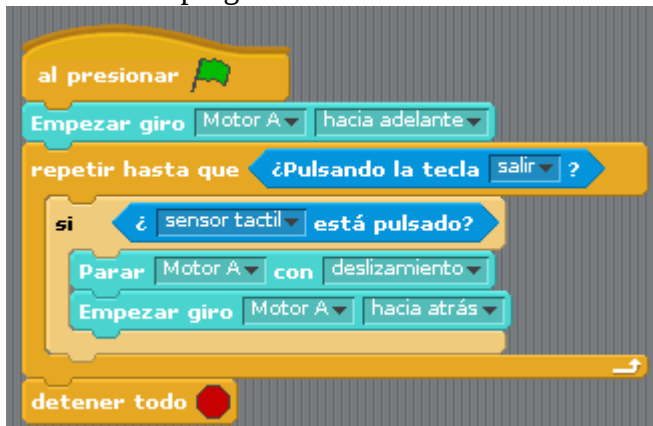 al presionar
Empezar giro Motor A hacia adelante
repetir hasta que ¿Pulsando la tecla salir ?
si ¿ sensor tactil está pulsado?
Parar Motor A con deslizamiento
Empezar giro Motor A hacia atrás
detener todo